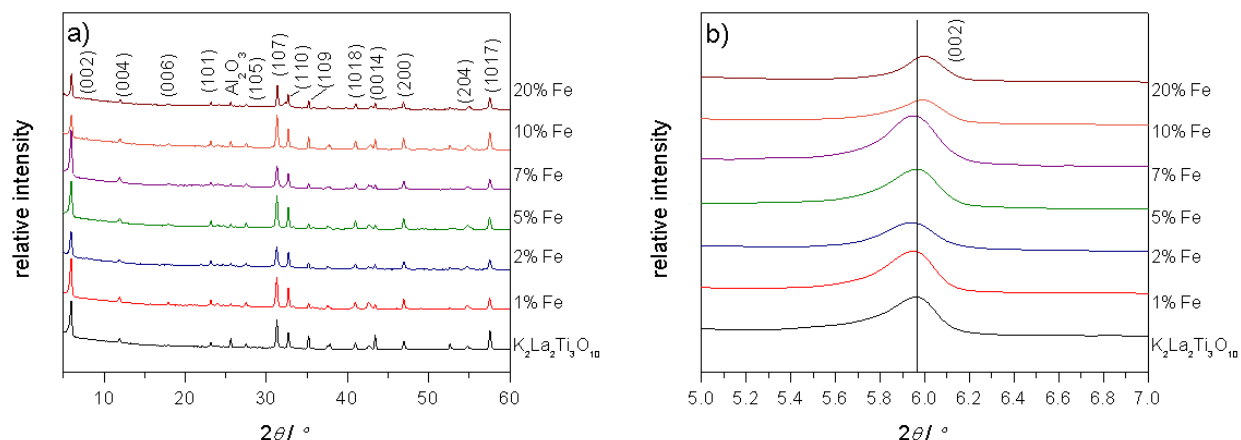 a)
(002)
(004)
(006)
(101)
Al₂O₃
(105)
(107)
(110)
(109
(1018)
(0014)
(200)
(204)
(1017)
20% Fe
10% Fe
7% Fe
5% Fe
2% Fe
1% Fe
K₂La₂Ti₃O₁₀
relative intensity
10 20 30 40 50 60
2θ / °
b)
(002)
20% Fe
10% Fe
7% Fe
5% Fe
2% Fe
1% Fe
K₂La₂Ti₃O₁₀
relative intensity
5.0 5.2 5.4 5.6 5.8 6.0 6.2 6.4 6.6 6.8 7.0
2θ / °